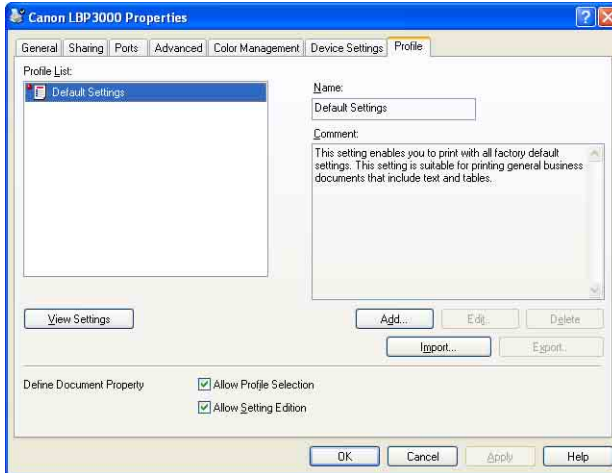 Canon LBP3000 Properties
General Sharing Ports Advanced Color Management Device Settings Profile
Profile List:
Default Settings
Name:
Default Settings
Comment:
This setting enables you to print with all factory default
settings. This setting is suitable for printing general business
documents that include text and tables.
View Settings
Add... Edit.. Delete
Import... Export..
Define Document Property
Allow Profile Selection
Allow Setting Edition
OK Cancel Apply Help